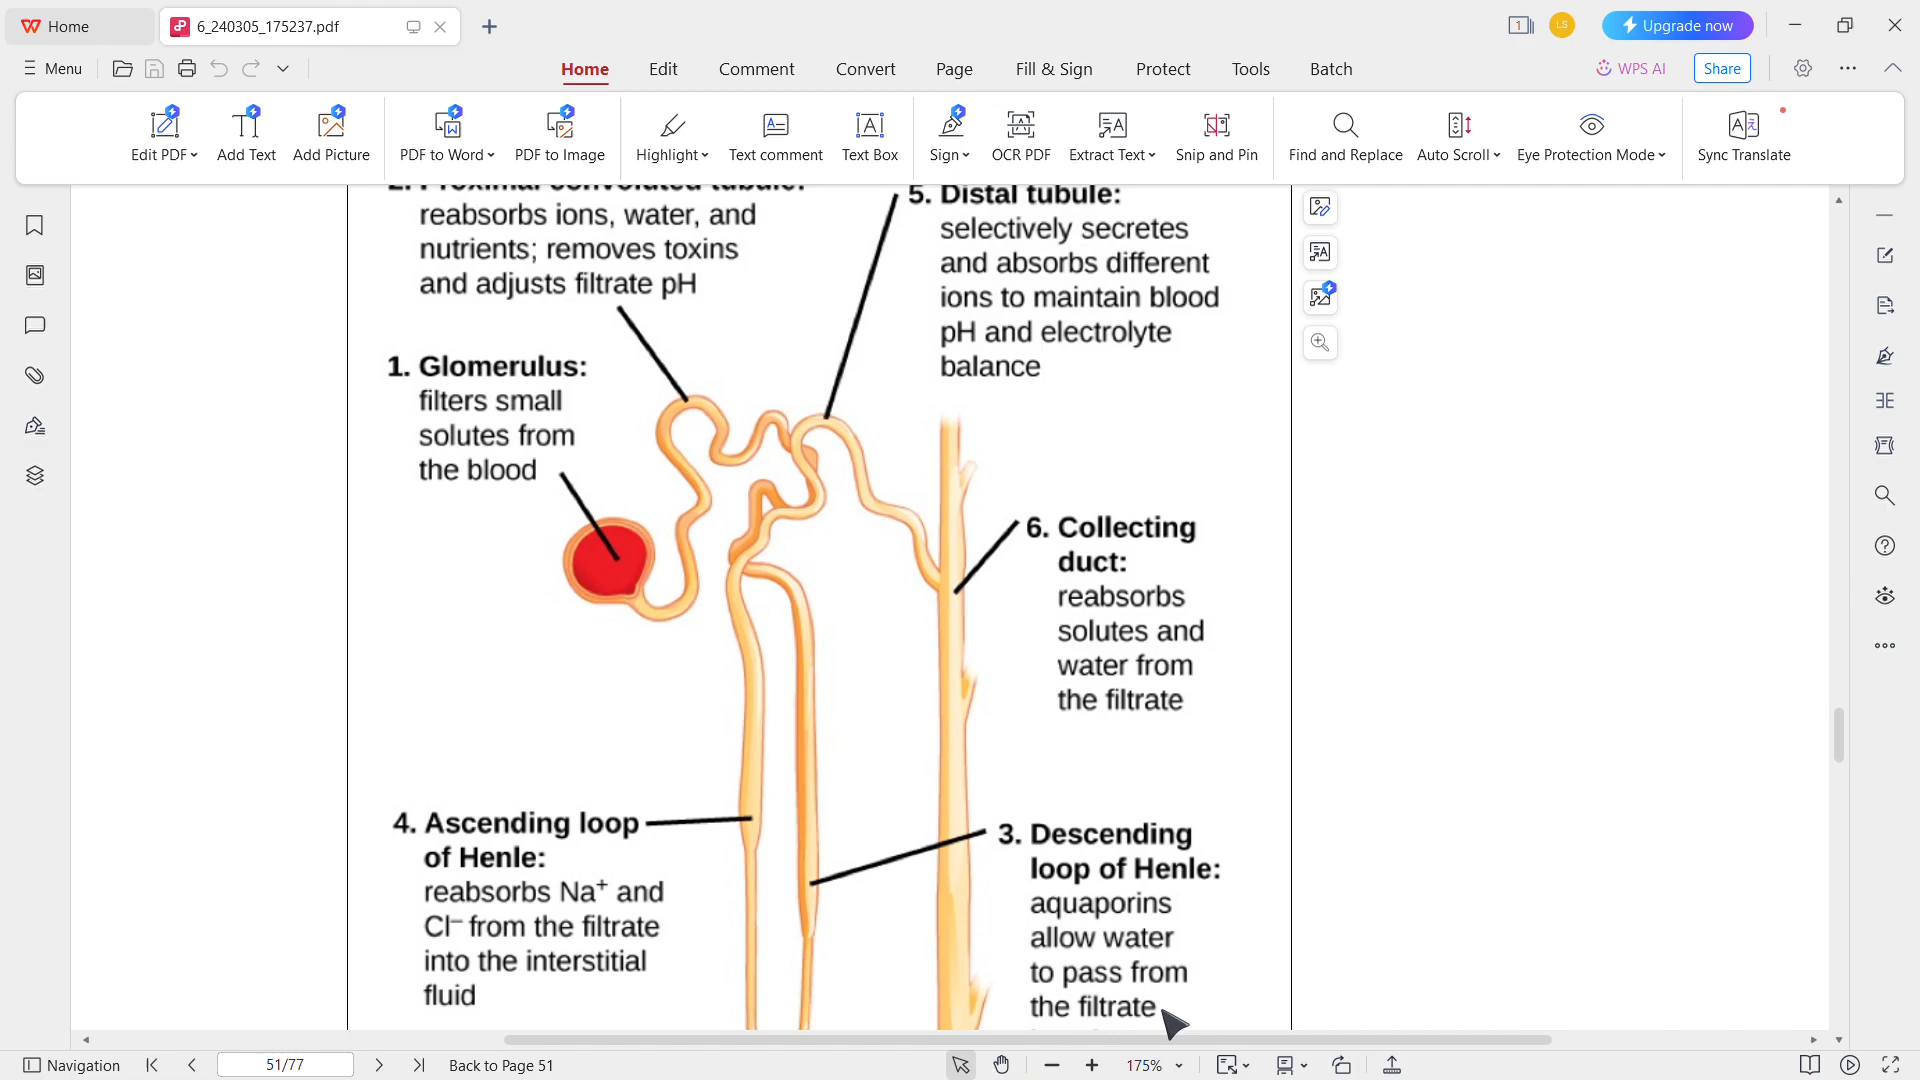 Home
6_240305_175237.pdf
1
LS
Upgrade now
Menu
Home
Edit
Comment
Convert
Page
Fill & Sign
Protect
Tools
Batch
WPS AI
Share
Edit PDF
Add Text
Add Picture
PDF to Word
PDF to Image
Highlight
Text comment
Text Box
Sign
OCR PDF
Extract Text
Snip and Pin
Find and Replace
Auto Scroll
Eye Protection Mode
Sync Translate
2. Proximal convoluted tubule:
reabsorbs ions, water, and
nutrients; removes toxins
and adjusts filtrate pH
5. Distal tubule:
selectively secretes
and absorbs different
ions to maintain blood
pH and electrolyte
balance
1. Glomerulus:
filters small
solutes from
the blood
6. Collecting
duct:
reabsorbs
solutes and
water from
the filtrate
4. Ascending loop
of Henle:
reabsorbs Na⁺ and
Cl⁻ from the filtrate
into the interstitial
fluid
3. Descending
loop of Henle:
aquaporins
allow water
to pass from
the filtrate
Navigation
51/77
Back to Page 51
175%